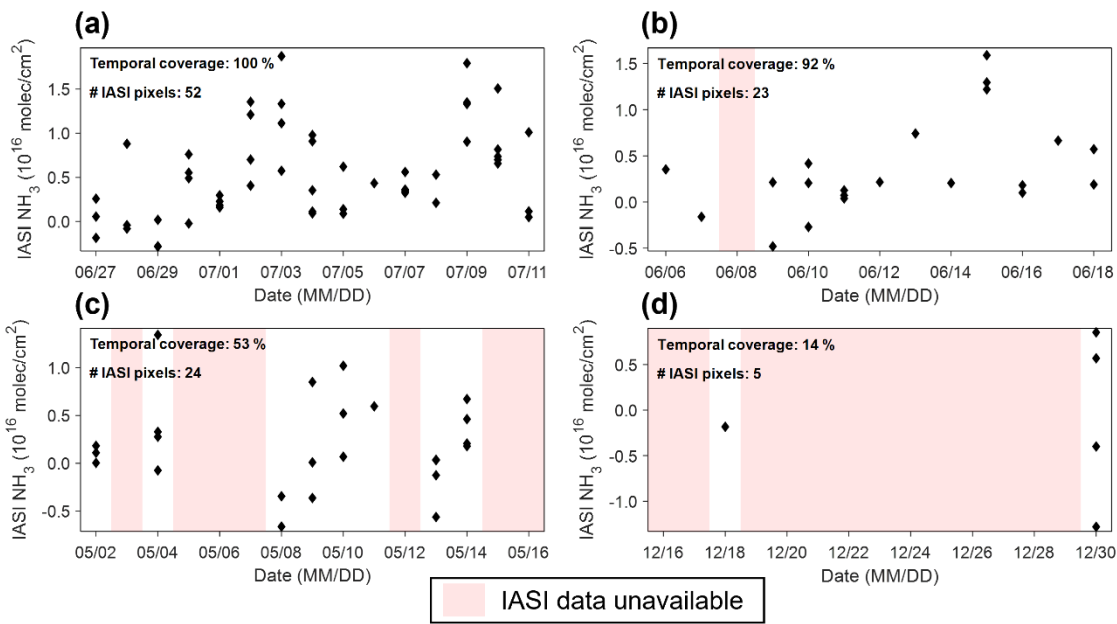 (a)
Temporal coverage: 100 %
# IASI pixels: 52
IASI NH3 (10^16 molec/cm^2)
1.5
1.0
0.5
0.0
06/27 06/29 07/01 07/03 07/05 07/07 07/09 07/11
Date (MM/DD)
(b)
Temporal coverage: 92 %
# IASI pixels: 23
IASI NH3 (10^16 molec/cm^2)
1.5
1.0
0.5
0.0
-0.5
06/06 06/08 06/10 06/12 06/14 06/16 06/18
Date (MM/DD)
(c)
Temporal coverage: 53 %
# IASI pixels: 24
IASI NH3 (10^16 molec/cm^2)
1.0
0.5
0.0
-0.5
05/02 05/04 05/06 05/08 05/10 05/12 05/14 05/16
Date (MM/DD)
(d)
Temporal coverage: 14 %
# IASI pixels: 5
IASI NH3 (10^16 molec/cm^2)
0.5
0.0
-0.5
-1.0
12/16 12/18 12/20 12/22 12/24 12/26 12/28 12/30
Date (MM/DD)
IASI data unavailable